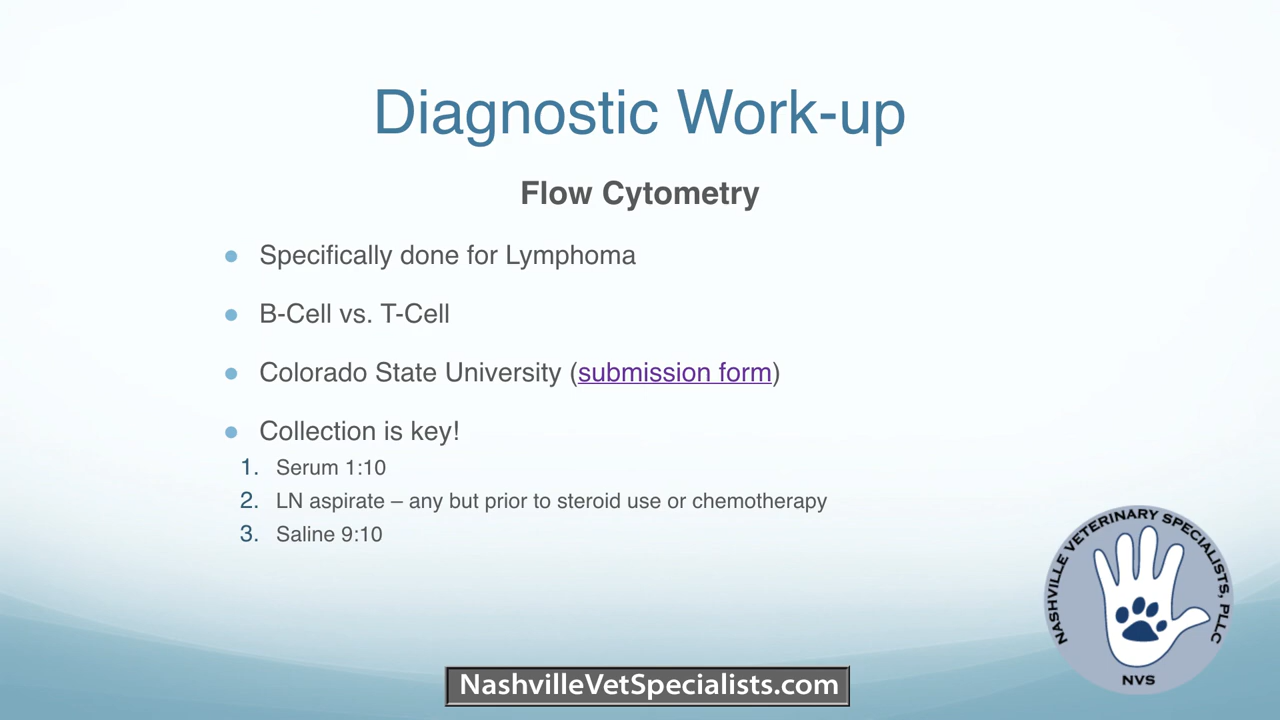 Diagnostic Work-up
Flow Cytometry
• Specifically done for Lymphoma
• B-Cell vs. T-Cell
• Colorado State University (submission form)
• Collection is key!
1. Serum 1:10
2. LN aspirate – any but prior to steroid use or chemotherapy
3. Saline 9:10
NASHVILLE VETERINARY SPECIALISTS, PLLC
NVS
NashvilleVetSpecialists.com